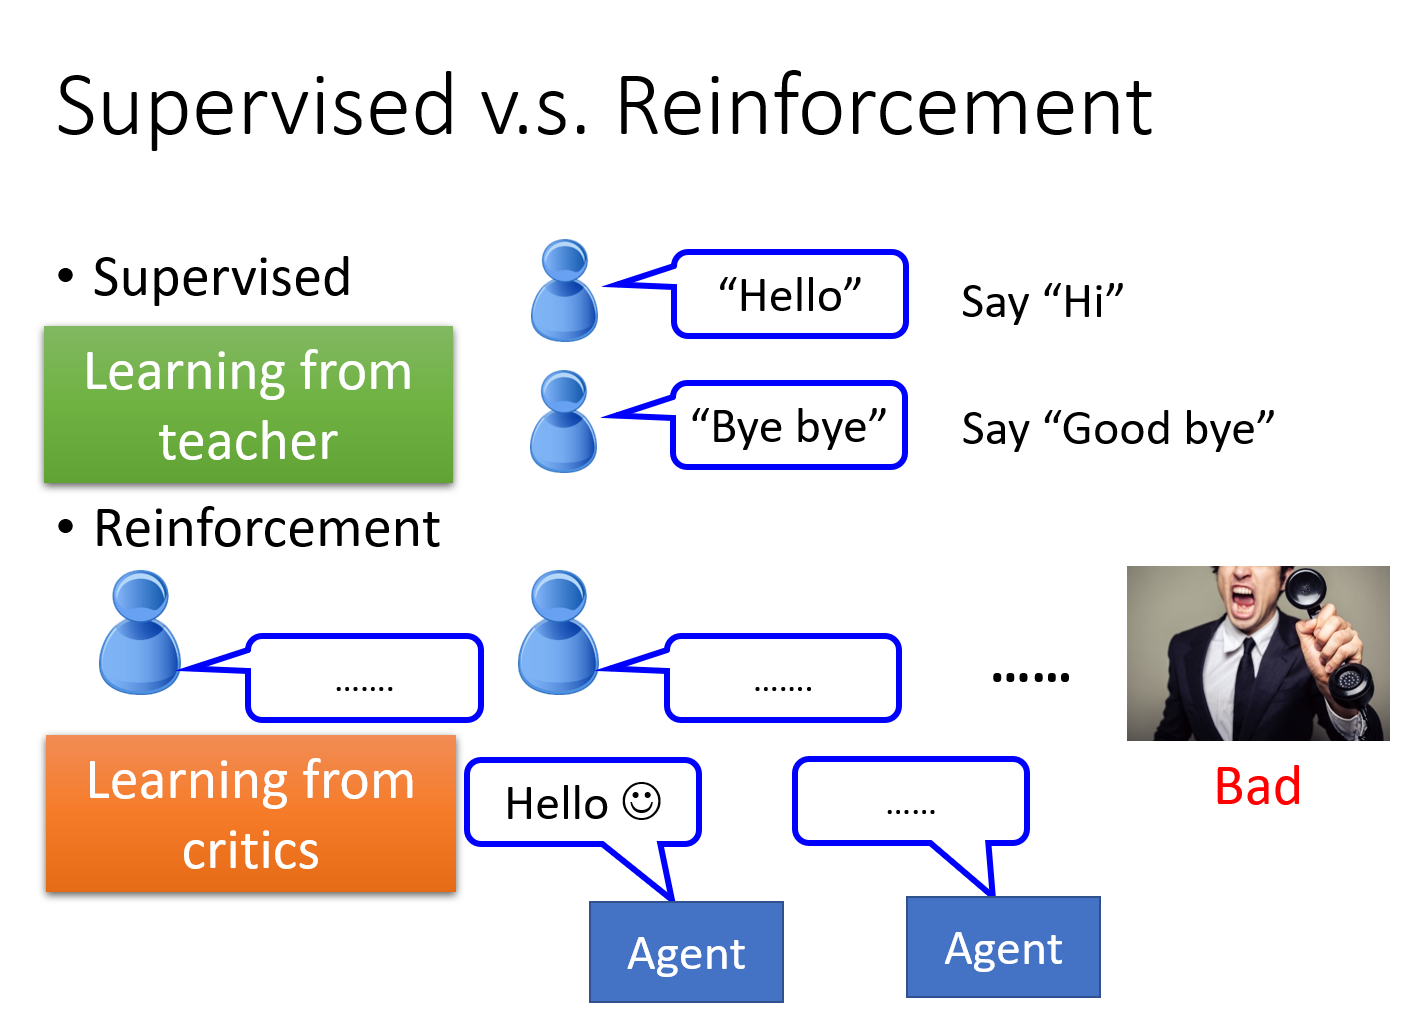 Supervised v.s. Reinforcement
• Supervised
“Hello”
Say “Hi”
Learning from
teacher
“Bye bye”
Say “Good bye”
• Reinforcement
.......
.......
……
Bad
Learning from
critics
Hello ☺
……
Agent
Agent